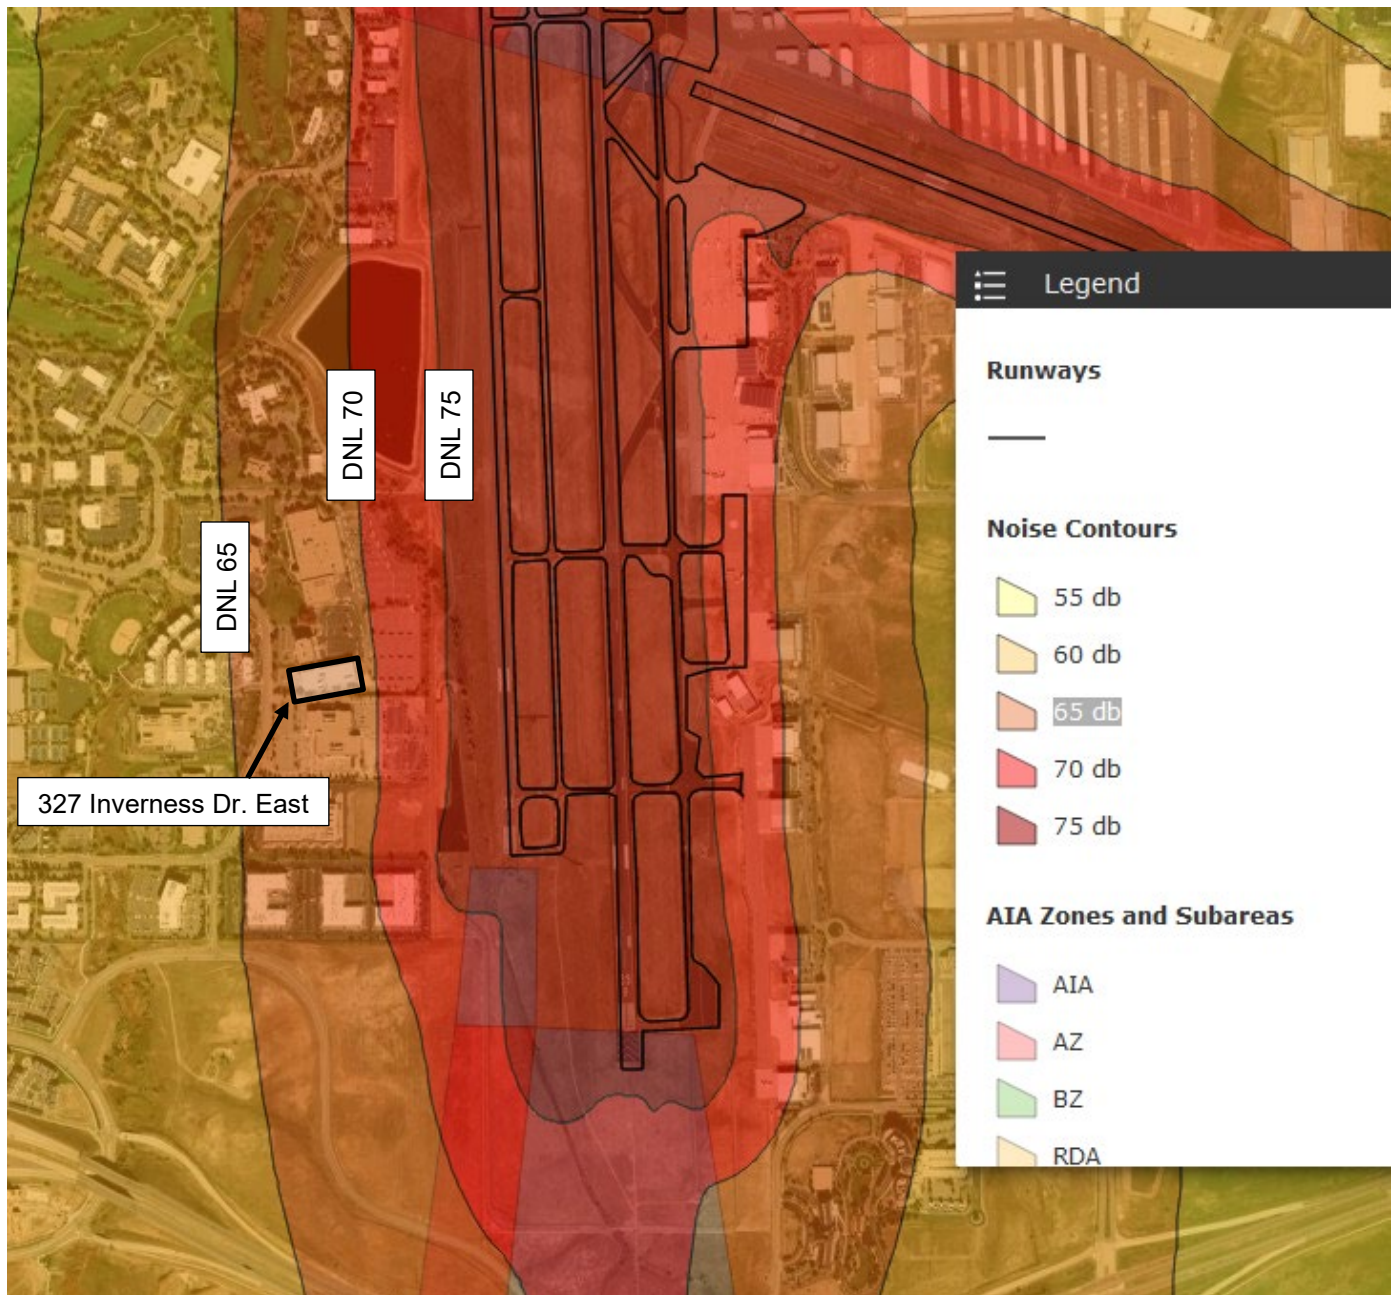 DNL 70
DNL 75
DNL 65
327 Inverness Dr. East
Legend
Runways
Noise Contours
55 db
60 db
65 db
70 db
75 db
AIA Zones and Subareas
AIA
AZ
BZ
RDA